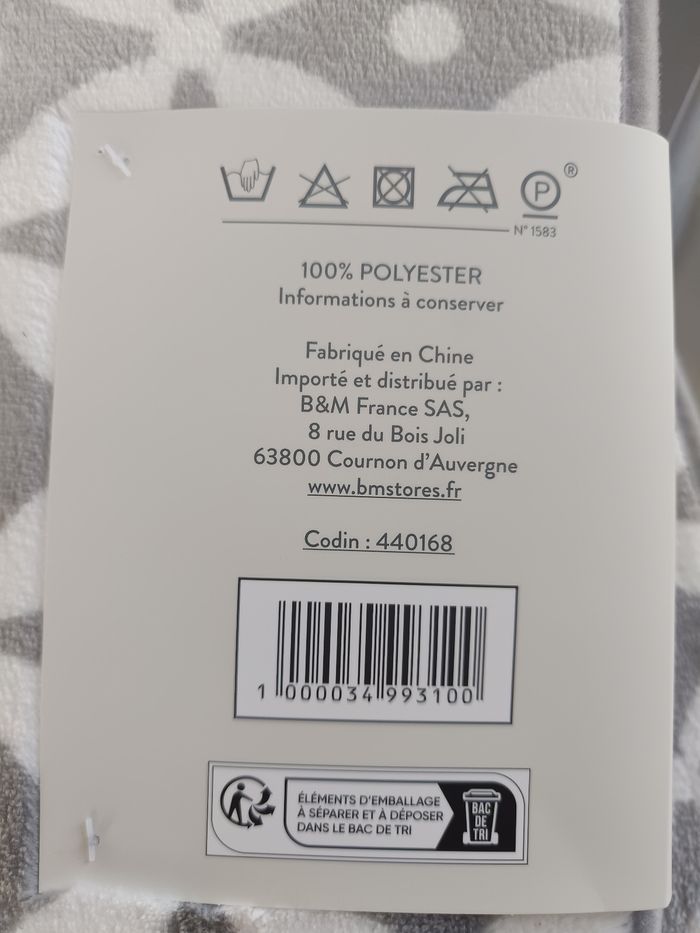 P ®
N° 1583
100% POLYESTER
Informations à conserver
Fabriqué en Chine
Importé et distribué par :
B&M France SAS,
8 rue du Bois Joli
63800 Cournon d'Auvergne
www.bmstores.fr
Codin : 440168
1 000034 993100
ÉLÉMENTS D'EMBALLAGE
À SÉPARER ET À DÉPOSER
DANS LE BAC DE TRI
BAC
DE
TRI